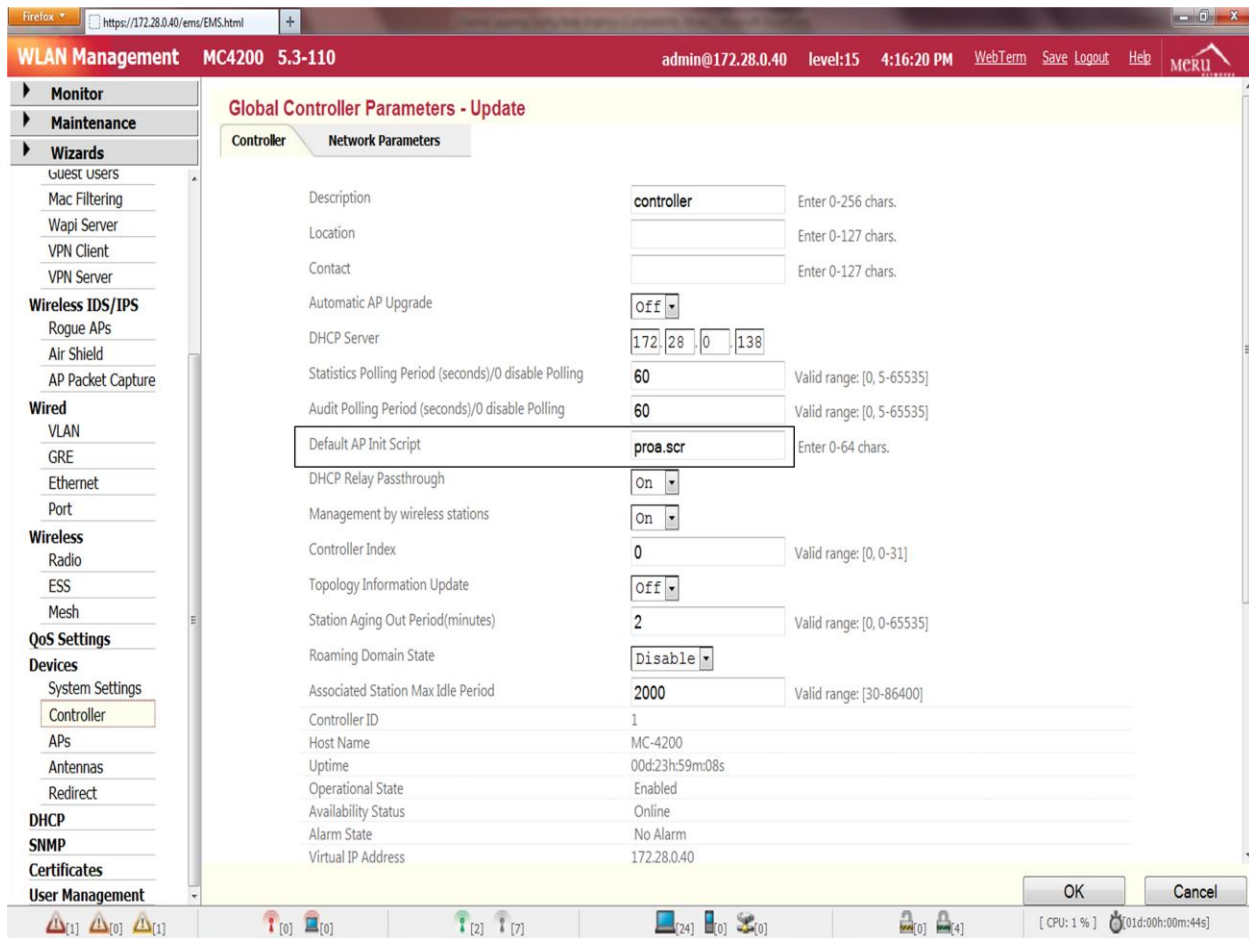 Firefox
https://172.28.0.40/ems/EMS.html
+
WLAN Management MC4200 5.3-110 admin@172.28.0.40 level:15 4:16:20 PM WebTerm Save Logout Help MERU NETWORKS
Monitor
Maintenance
Wizards
Guest Users
Mac Filtering
Wapi Server
VPN Client
VPN Server
Wireless IDS/IPS
Rogue APs
Air Shield
AP Packet Capture
Wired
VLAN
GRE
Ethernet
Port
Wireless
Radio
ESS
Mesh
QoS Settings
Devices
System Settings
Controller
APs
Antennas
Redirect
DHCP
SNMP
Certificates
User Management
Global Controller Parameters - Update
Controller Network Parameters
Description controller Enter 0-256 chars.
Location Enter 0-127 chars.
Contact Enter 0-127 chars.
Automatic AP Upgrade Off
DHCP Server 172.28.0.138
Statistics Polling Period (seconds)/0 disable Polling 60 Valid range: [0, 5-65535]
Audit Polling Period (seconds)/0 disable Polling 60 Valid range: [0, 5-65535]
Default AP Init Script proa.scr Enter 0-64 chars.
DHCP Relay Passthrough On
Management by wireless stations On
Controller Index 0 Valid range: [0, 0-31]
Topology Information Update Off
Station Aging Out Period(minutes) 2 Valid range: [0, 0-65535]
Roaming Domain State Disable
Associated Station Max Idle Period 2000 Valid range: [30-86400]
Controller ID 1
Host Name MC-4200
Uptime 00d:23h:59m:08s
Operational State Enabled
Availability Status Online
Alarm State No Alarm
Virtual IP Address 172.28.0.40
OK Cancel
[1] [0] [1] [0] [0] [2] [7] [24] [0] [0] [0] [4] [ CPU: 1 % ] [01d:00h:00m:44s]